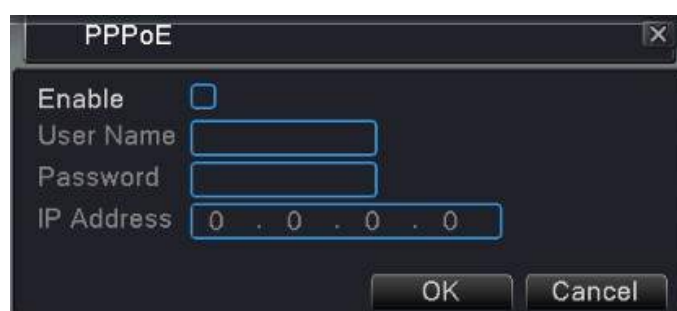 PPPoE
Enable
User Name
Password
IP Address 0 . 0 . 0 . 0
OK Cancel